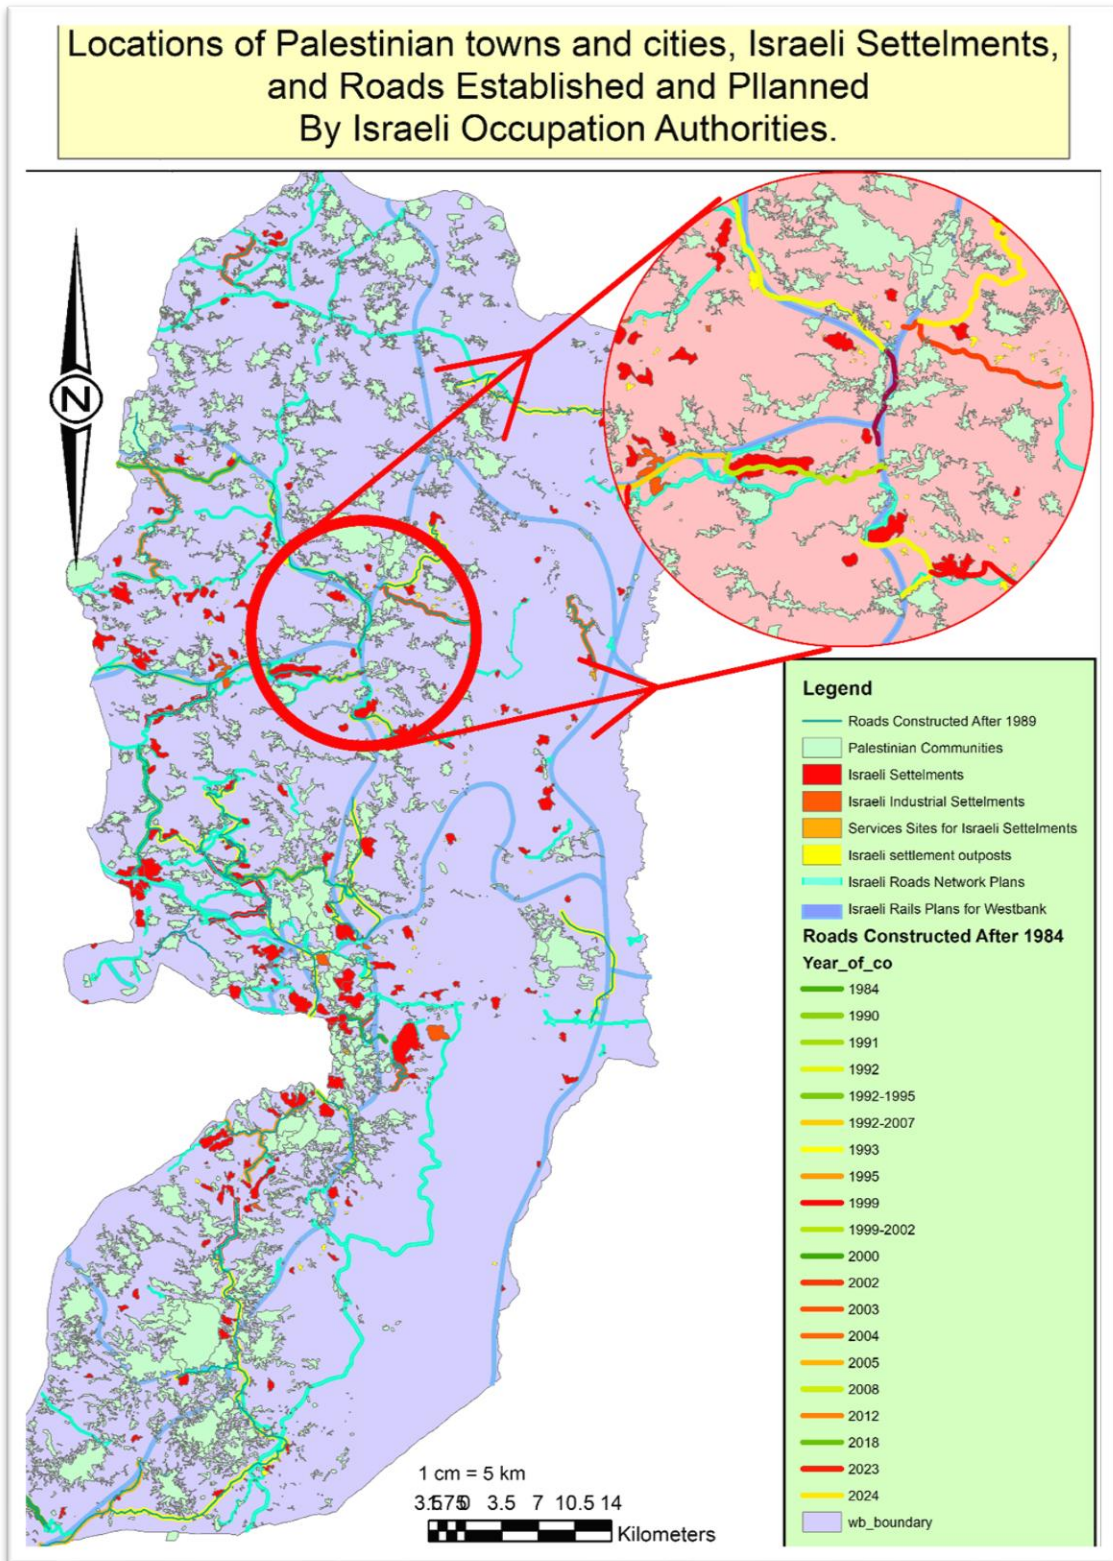 Locations of Palestinian towns and cities, Israeli Settelments,
and Roads Established and Pllanned
By Israeli Occupation Authorities.
N
Legend
Roads Constructed After 1989
Palestinian Communities
Israeli Settelments
Israeli Industrial Settelments
Services Sites for Israeli Settelments
Israeli settlement outposts
Israeli Roads Network Plans
Israeli Rails Plans for Westbank
Roads Constructed After 1984
Year_of_co
1984
1990
1991
1992
1992-1995
1992-2007
1993
1995
1999
1999-2002
2000
2002
2003
2004
2005
2008
2012
2018
2023
2024
wb_boundary
1 cm = 5 km
3.5 7 10.5 14
Kilometers